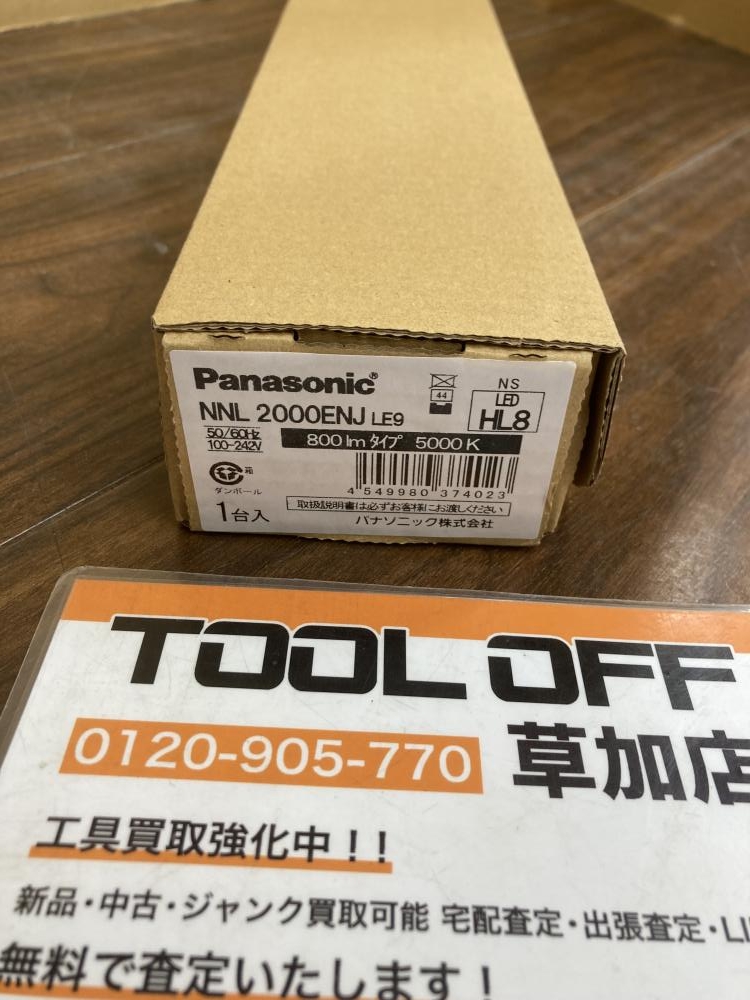 Panasonic®
NNL 2000ENJ LE9
50/60Hz
100-242V
800 lm タイプ 5000 K
44
NS
LED
HL8
箱
ダンボール
1台入
4 549980 374023
取扱説明書は必ずお客様にお渡しください
パナソニック株式会社
TOOL OFF
0120-905-770 草加店
工具買取強化中!!
新品・中古・ジャンク買取可能 宅配査定・出張査定・LI
無料で査定いたします!